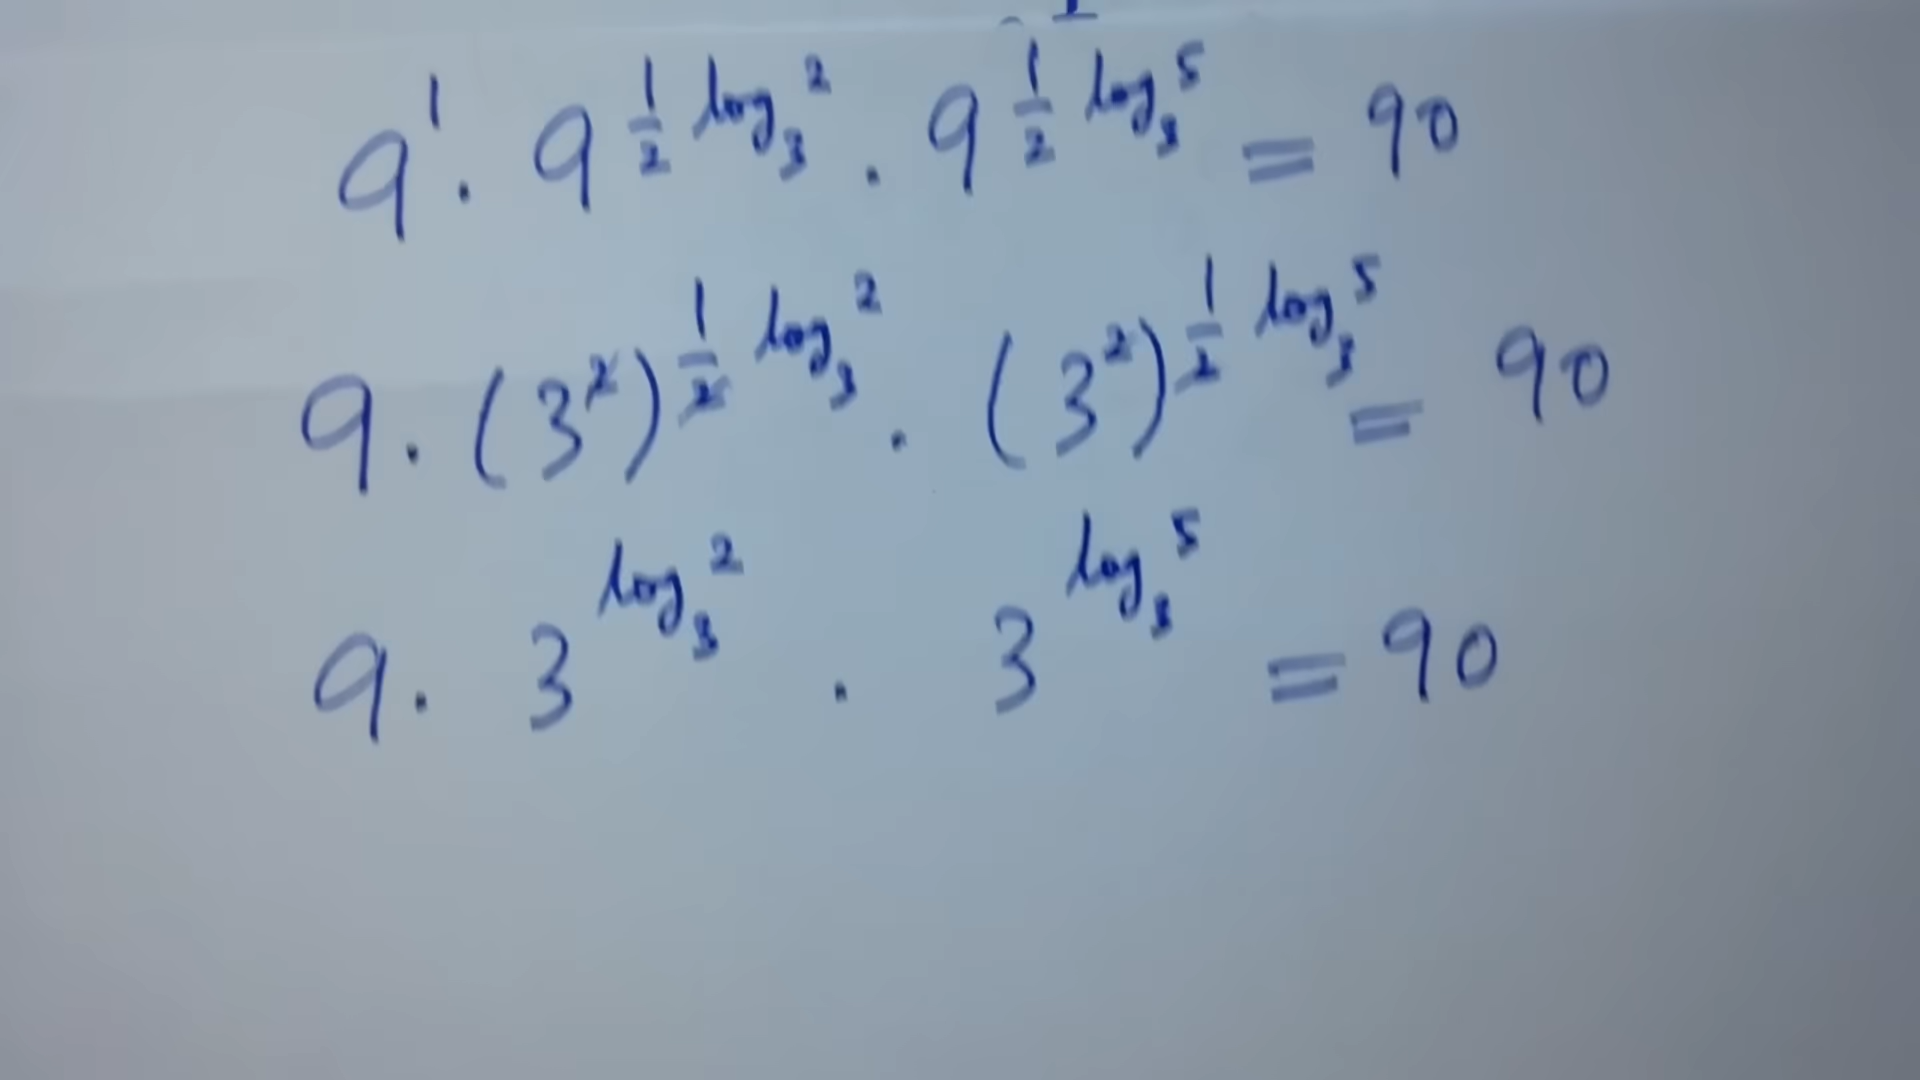 9¹ · 9^(1/2 log₃ 2) · 9^(1/2 log₃ 5) = 90
9 · (3²)^(1/2 log₃ 2) · (3²)^(1/2 log₃ 5) = 90
9 · 3^(log₃ 2) · 3^(log₃ 5) = 90